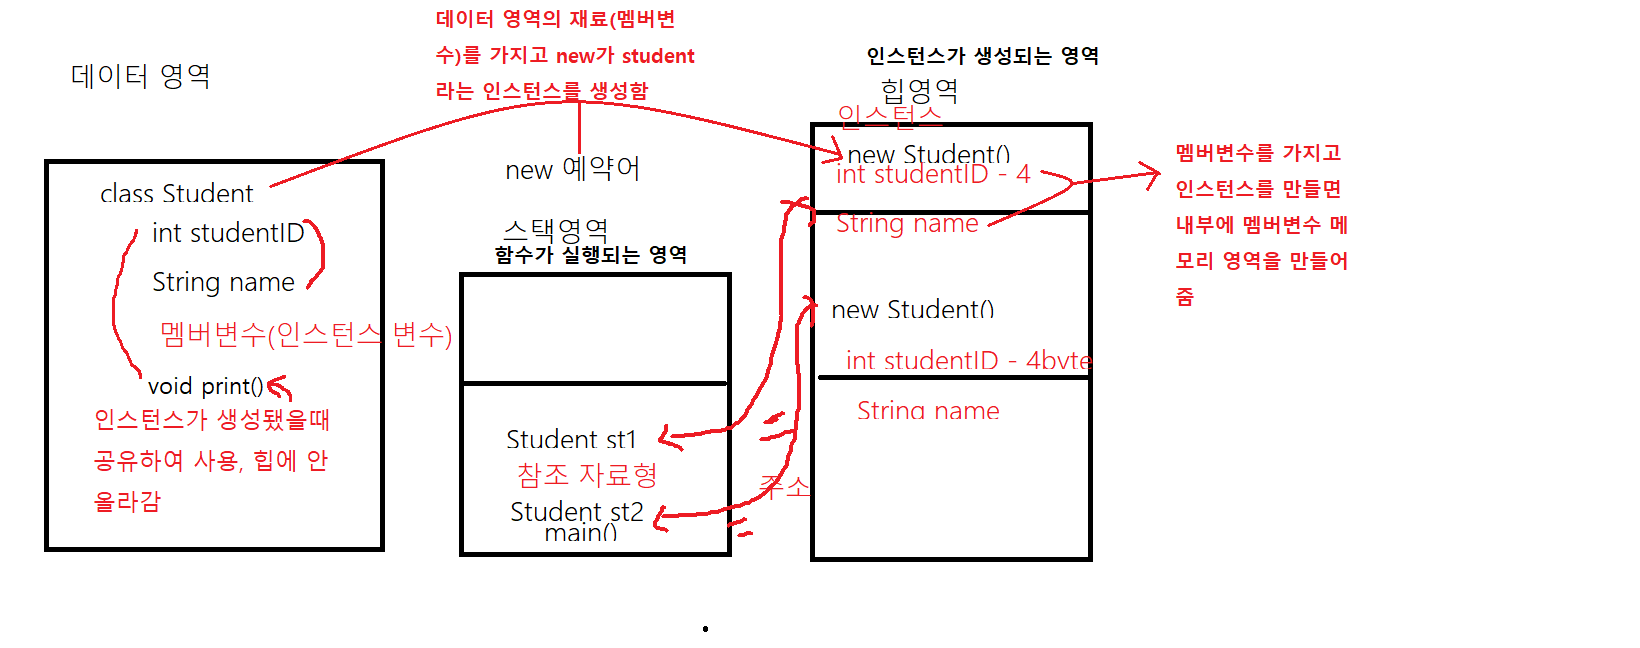 데이터 영역
class Student
int studentID
String name
멤버변수(인스턴스 변수)
void print()
인스턴스가 생성됐을때
공유하여 사용, 힙에 안
올라감
데이터 영역의 재료(멤버변
수)를 가지고 new가 student
라는 인스턴스를 생성함
new 예약어
스택영역
함수가 실행되는 영역
Student st1
참조 자료형
Student st2
main()
주소
인스턴스가 생성되는 영역
힙영역
인스턴스
new Student()
int studentID - 4
String name
new Student()
int studentID - 4byte
String name
멤버변수를 가지고
인스턴스를 만들면
내부에 멤버변수 메
모리 영역을 만들어
줌